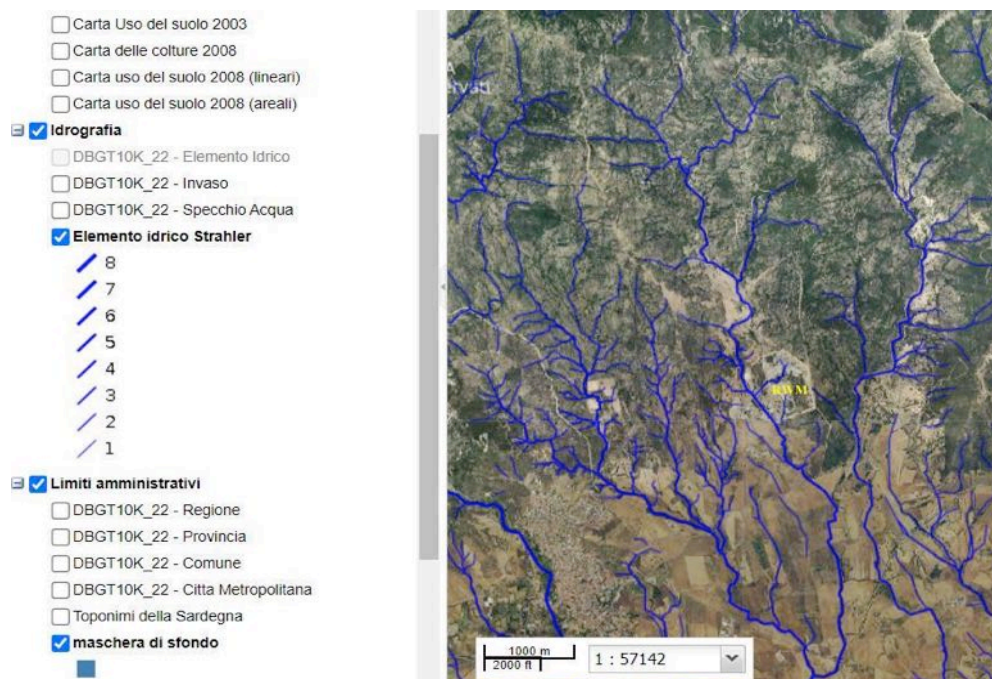 Carta Uso del suolo 2003
Carta delle colture 2008
Carta uso del suolo 2008 (lineari)
Carta uso del suolo 2008 (areali)
Idrografia
DBGT10K_22 - Elemento Idrico
DBGT10K_22 - Invaso
DBGT10K_22 - Specchio Acqua
Elemento idrico Strahler
8
7
6
5
4
3
2
1
Limiti amministrativi
DBGT10K_22 - Regione
DBGT10K_22 - Provincia
DBGT10K_22 - Comune
DBGT10K_22 - Citta Metropolitana
Toponimi della Sardegna
maschera di sfondo
ervati
RWM
1000 m
2000 ft
1 : 57142